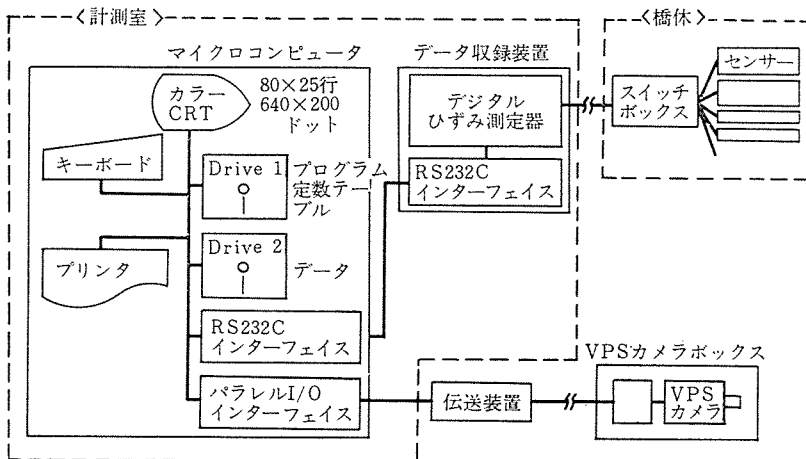 〈計測室〉
マイクロコンピュータ
カラー
CRT
80×25行
640×200
ドット
キーボード
Drive 1
プログラム
定数テー
ブル
プリンタ
Drive 2
データ
RS232C
インターフェイス
パラレルI/O
インターフェイス
データ収録装置
デジタル
ひずみ測定器
RS232C
インターフェイス
〈橋休〉
スイッチ
ボックス
センサー
伝送装置
VPSカメラボックス
VPS
カメラ